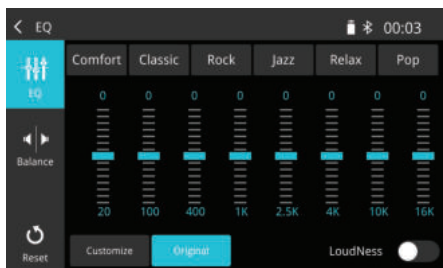 EQ 00:03
Comfort Classic Rock Jazz Relax Pop
EQ
0 0 0 0 0 0 0 0
Balance
20 100 400 1K 2.5K 4K 10K 16K
Reset
Customize Original LoudNess